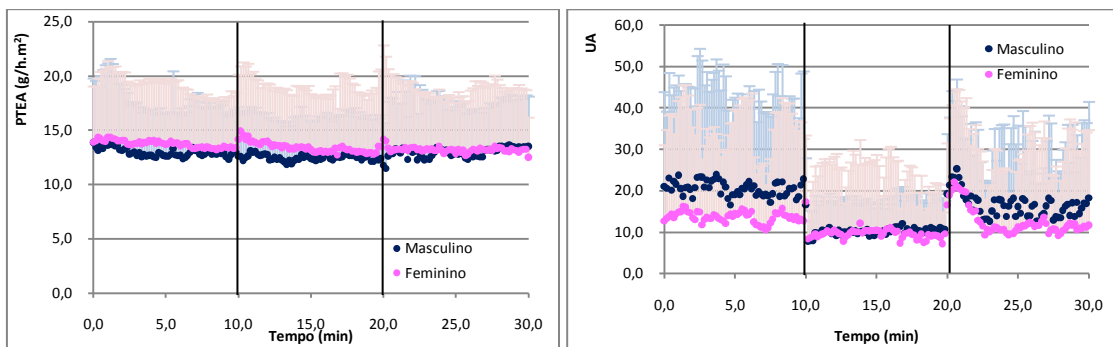 PTEA (g/h.m²)
25,0
20,0
15,0
10,0
5,0
0,0
Masculino
Feminino
0,0 5,0 10,0 15,0 20,0 25,0 30,0
Tempo (min)
UA
60,0
50,0
40,0
30,0
20,0
10,0
0,0
Masculino
Feminino
0,0 5,0 10,0 15,0 20,0 25,0 30,0
Tempo (min)